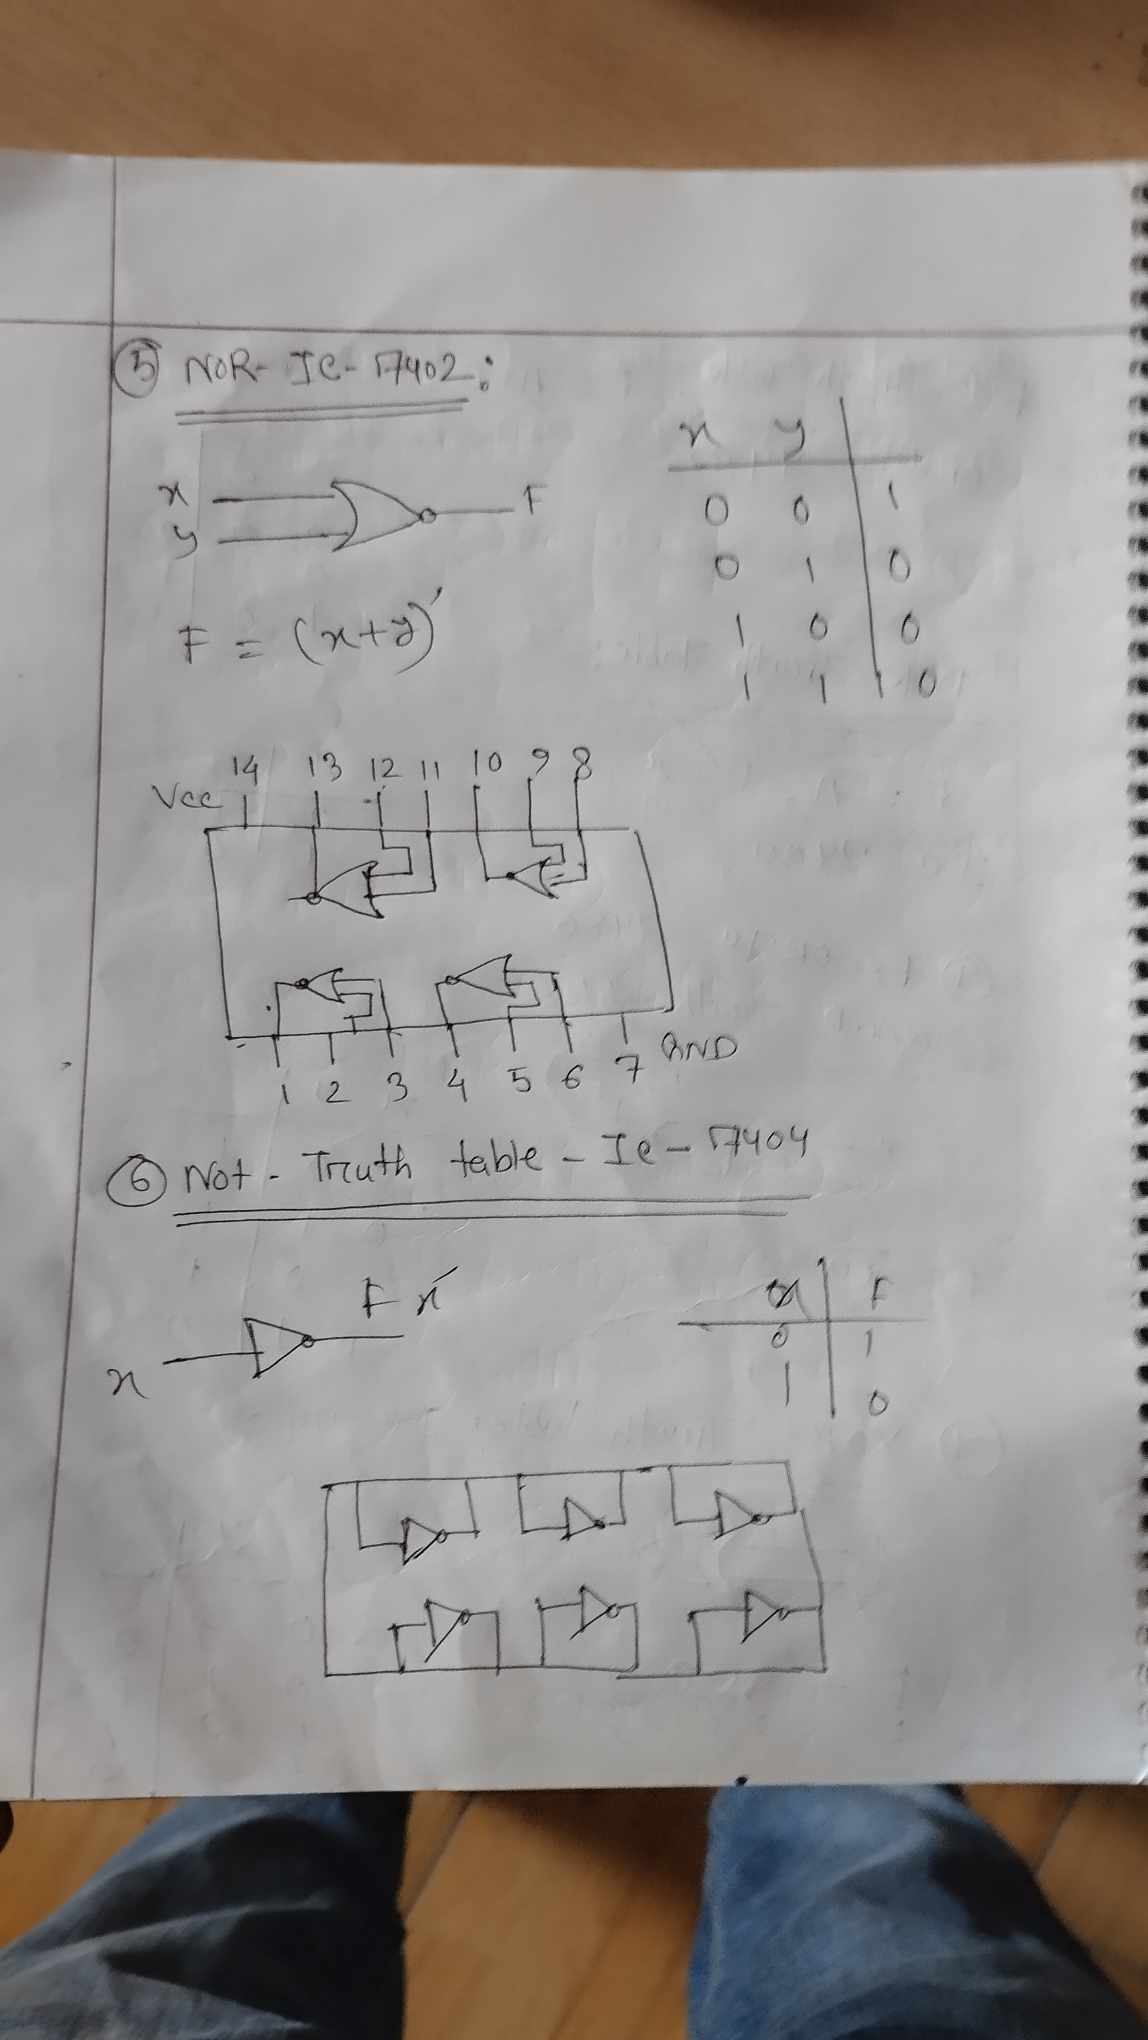 5 NOR- IC- 7402:
x y
0 0 1
0 1 0
1 0 0
1 1 0
x
y
F
F = (x+y)'
14 13 12 11 10 9 8
Vcc
GND
1 2 3 4 5 6 7
6 Not - Truth table - Ic - 7404
x F
0 1
1 0
F x'
x